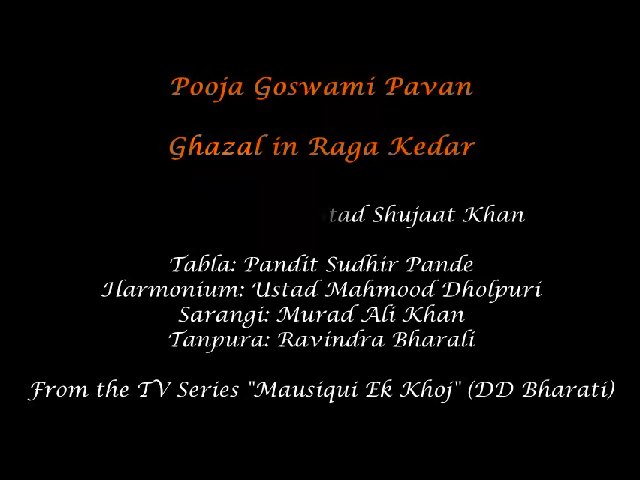 Pooja Goswami Pavan
Ghazal in Raga Kedar
tad Shujaat Khan
Tabla: Pandit Sudhir Pande
Harmonium: Ustad Mahmood Dholpuri
Sarangi: Murad Ali Khan
Tanpura: Ravindra Bharali
From the TV Series "Mausiqui Ek Khoj" (DD Bharati)